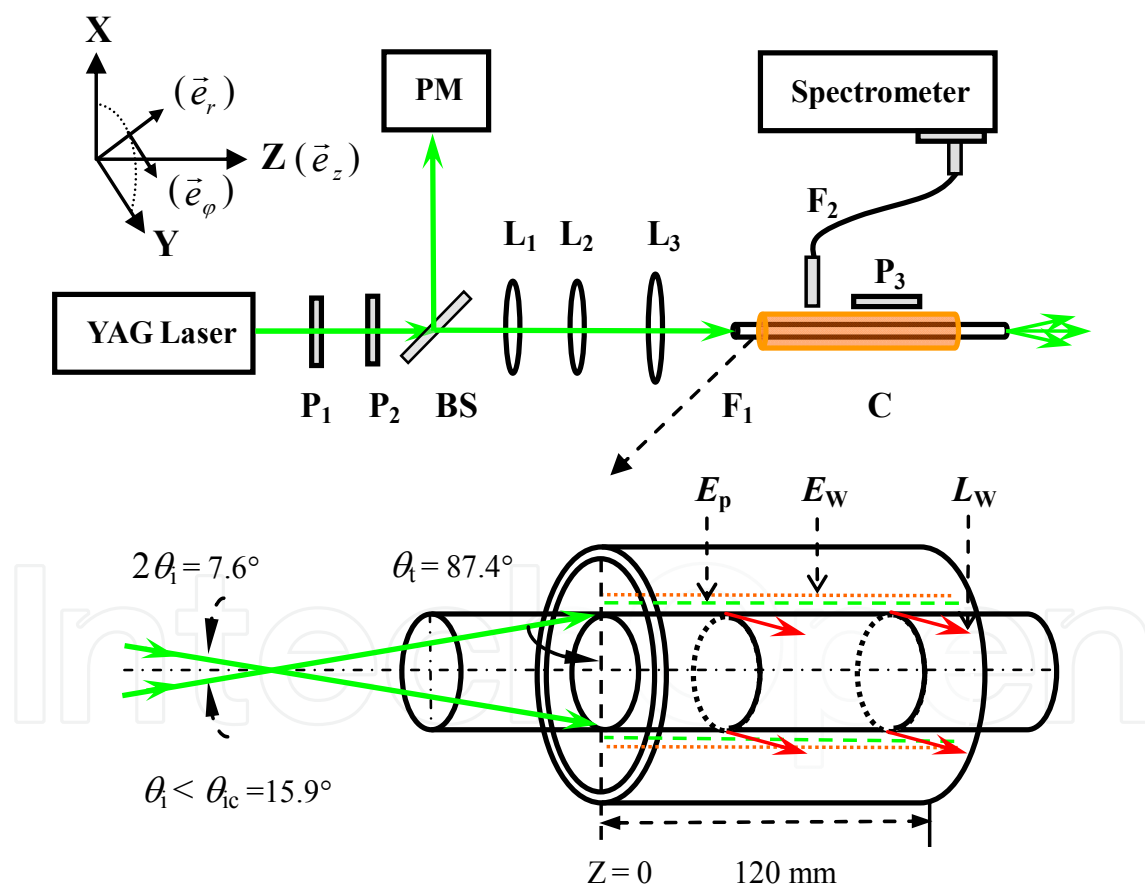 X
(e⃗r)
Z (e⃗z)
(e⃗φ)
Y
PM
Spectrometer
F2
L1 L2 L3
P3
YAG Laser
P1 P2 BS F1 C
Ep EW LW
2θi = 7.6°
θt = 87.4°
θi < θic =15.9°
Z = 0 120 mm
IntechOpen